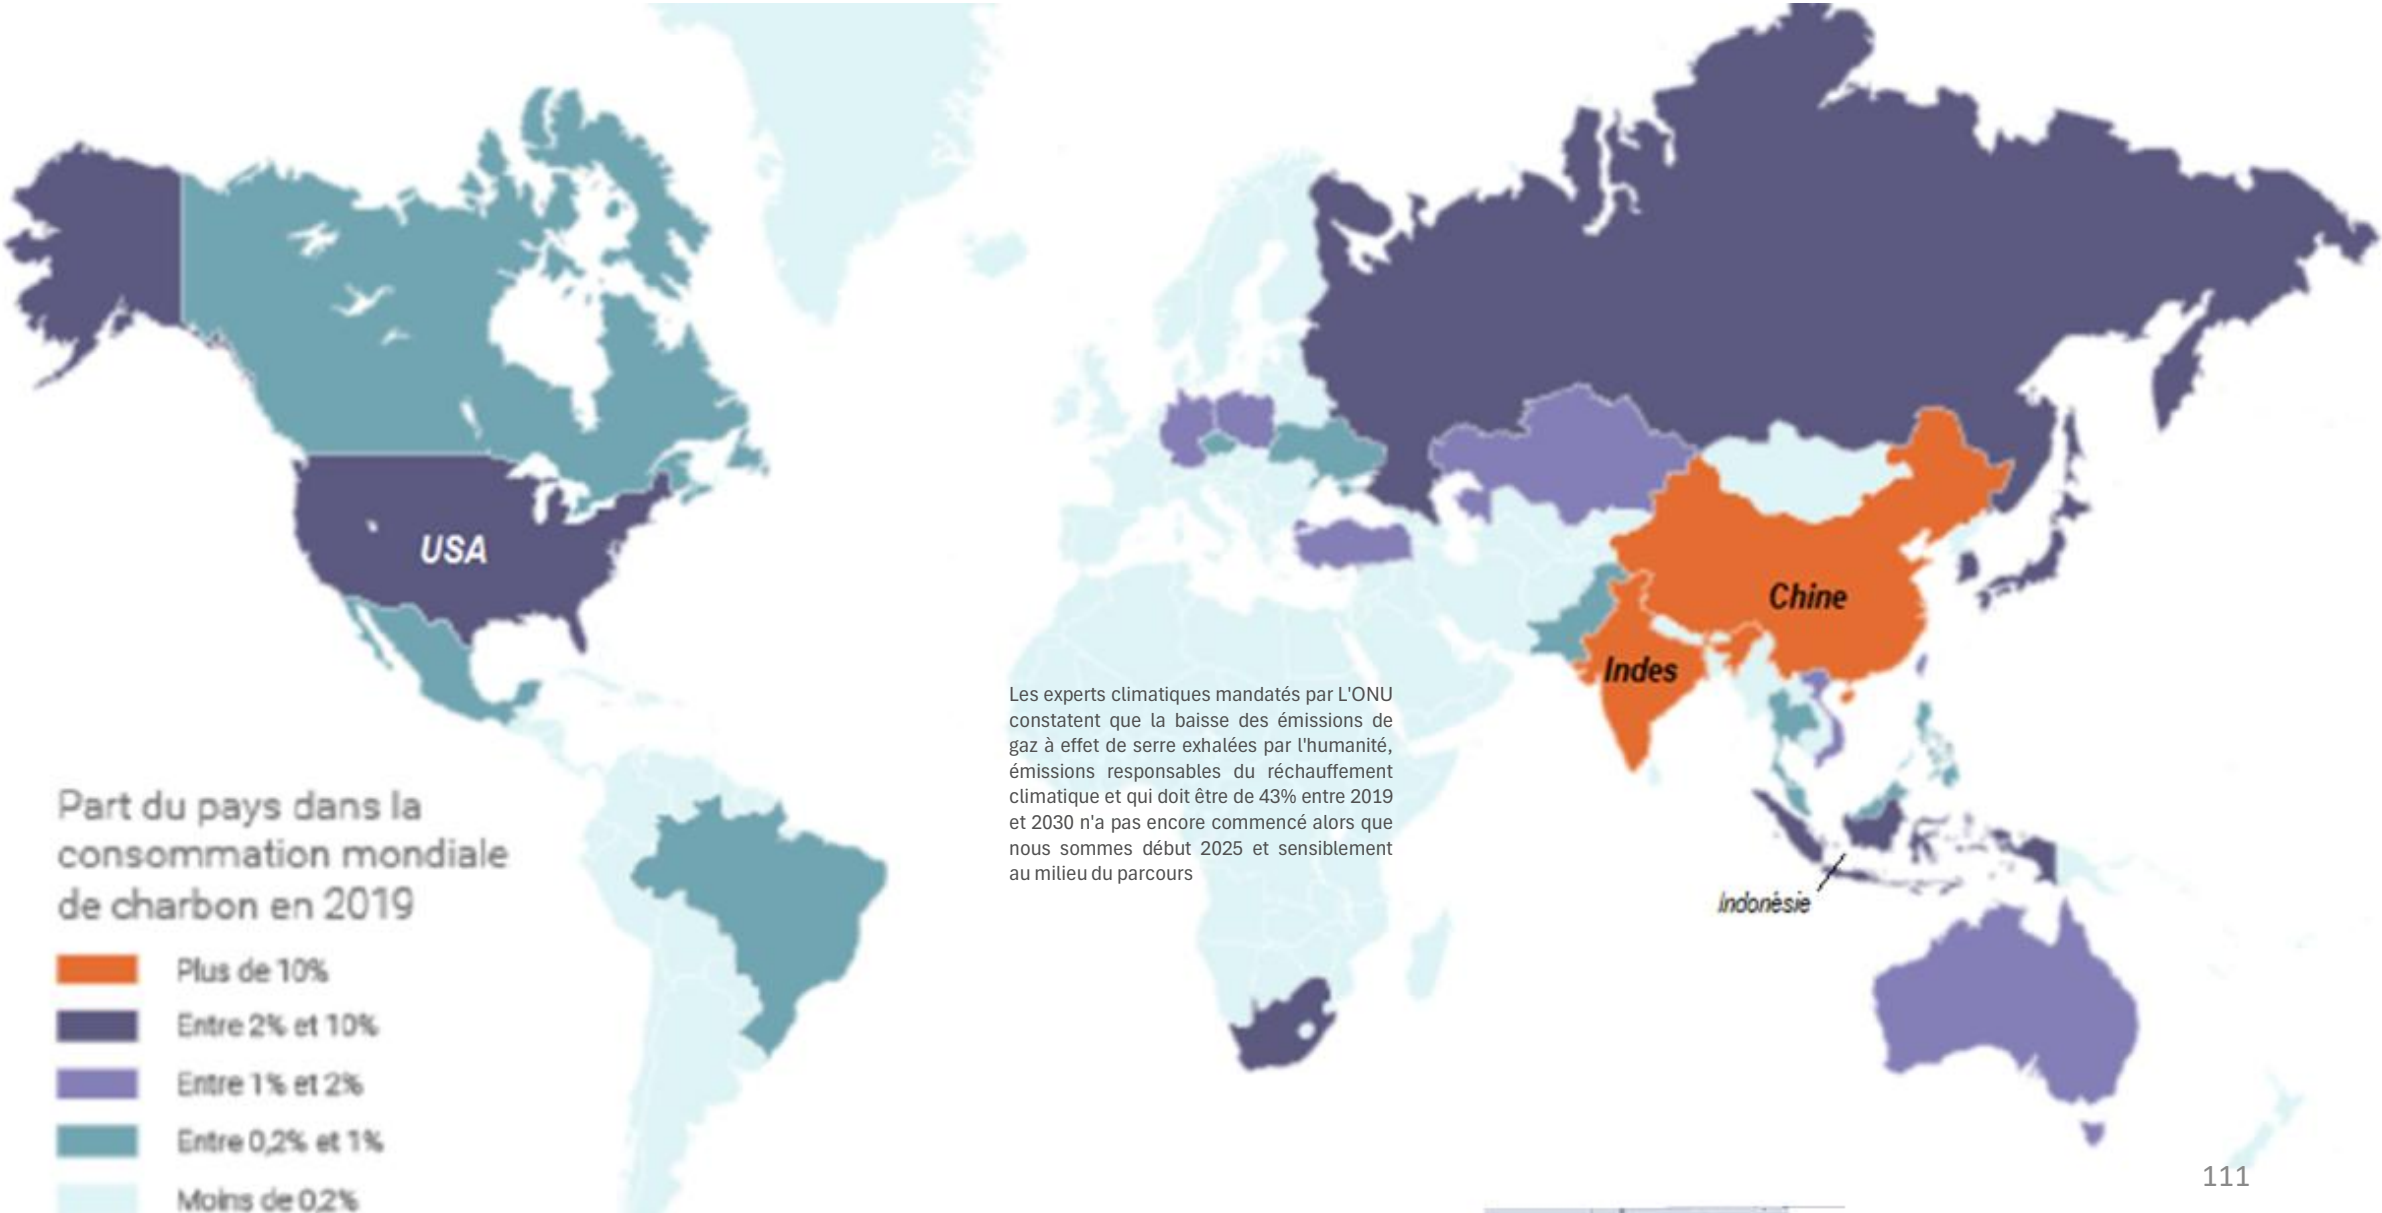 USA
Chine
Indes
Les experts climatiques mandatés par L'ONU
constatent que la baisse des émissions de
gaz à effet de serre exhalées par l'humanité,
émissions responsables du réchauffement
climatique et qui doit être de 43% entre 2019
et 2030 n'a pas encore commencé alors que
nous sommes début 2025 et sensiblement
au milieu du parcours
Indonésie
Part du pays dans la
consommation mondiale
de charbon en 2019
Plus de 10%
Entre 2% et 10%
Entre 1% et 2%
Entre 0,2% et 1%
Moins de 0,2%
111